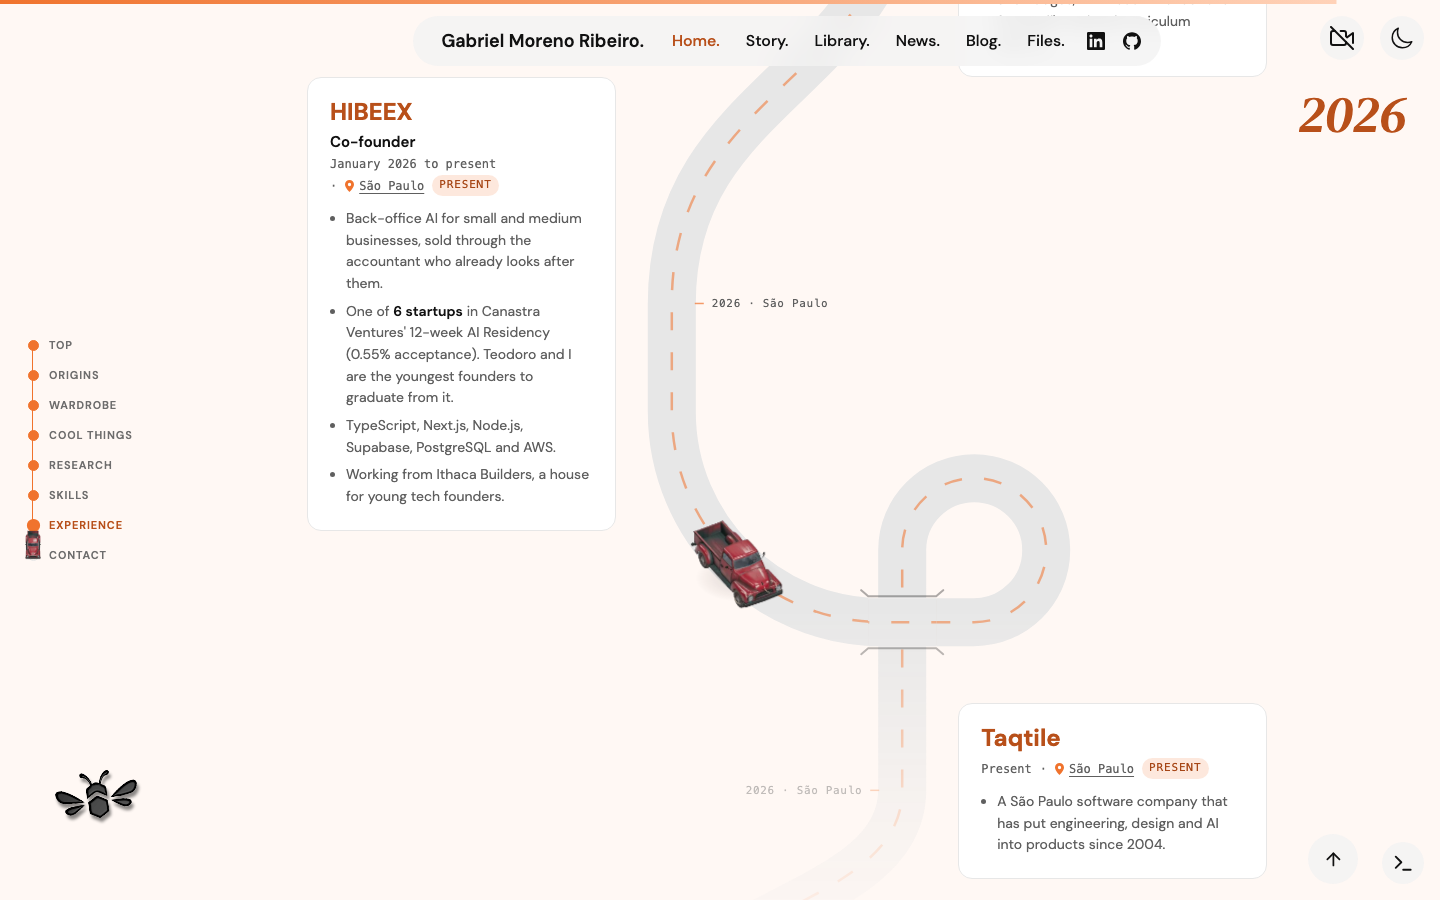 Gabriel Moreno Ribeiro. Home. Story. Library. News. Blog. Files.
2026
HIBEEX
Co-founder
January 2026 to present
· São Paulo PRESENT
Back-office AI for small and medium
businesses, sold through the
accountant who already looks after
them.
One of 6 startups in Canastra
Ventures' 12-week AI Residency
(0.55% acceptance). Teodoro and I
are the youngest founders to
graduate from it.
TypeScript, Next.js, Node.js,
Supabase, PostgreSQL and AWS.
Working from Ithaca Builders, a house
for young tech founders.
2026 · São Paulo
TOP
ORIGINS
WARDROBE
COOL THINGS
RESEARCH
SKILLS
EXPERIENCE
CONTACT
2026 · São Paulo
Taqtile
Present · São Paulo PRESENT
A São Paulo software company that
has put engineering, design and AI
into products since 2004.